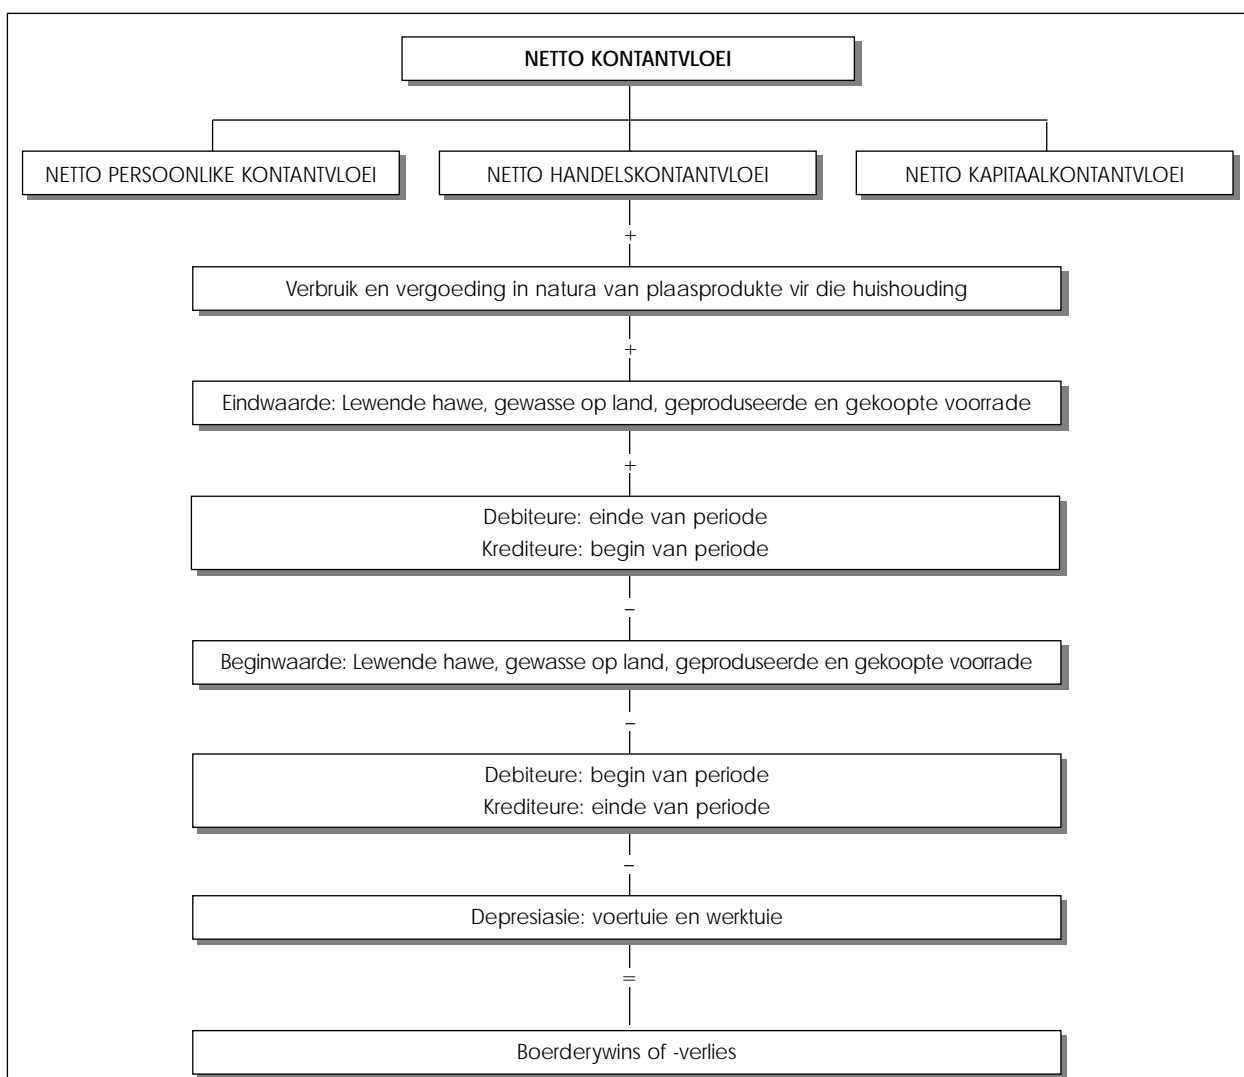 NETTO KONTANTVLOEI
NETTO PERSOONLIKE KONTANTVLOEI
NETTO HANDELSKONTANTVLOEI
NETTO KAPITAALKONTANTVLOEI
+
Verbruik en vergoeding in natura van plaasprodukte vir die huishouding
+
Eindwaarde: Lewende hawe, gewasse op land, geproduseerde en gekoopte voorrade
+
Debiteure: einde van periode
Krediteure: begin van periode
–
Beginwaarde: Lewende hawe, gewasse op land, geproduseerde en gekoopte voorrade
–
Debiteure: begin van periode
Krediteure: einde van periode
–
Depresiasie: voertuie en werktuie
=
Boerderywins of -verlies